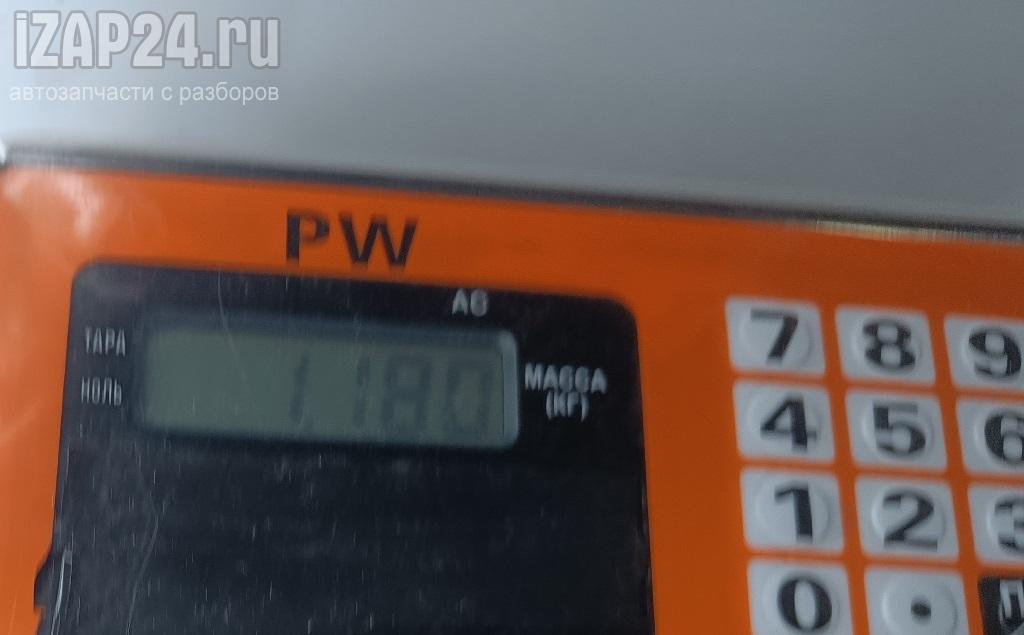 iZAP24.ru
автозапчасти с разборов
PW
AB
ТАРА
НОЛЬ
1.180
МАССА
(КГ)
7 8 9
4 5 6
1 2 3
0 .